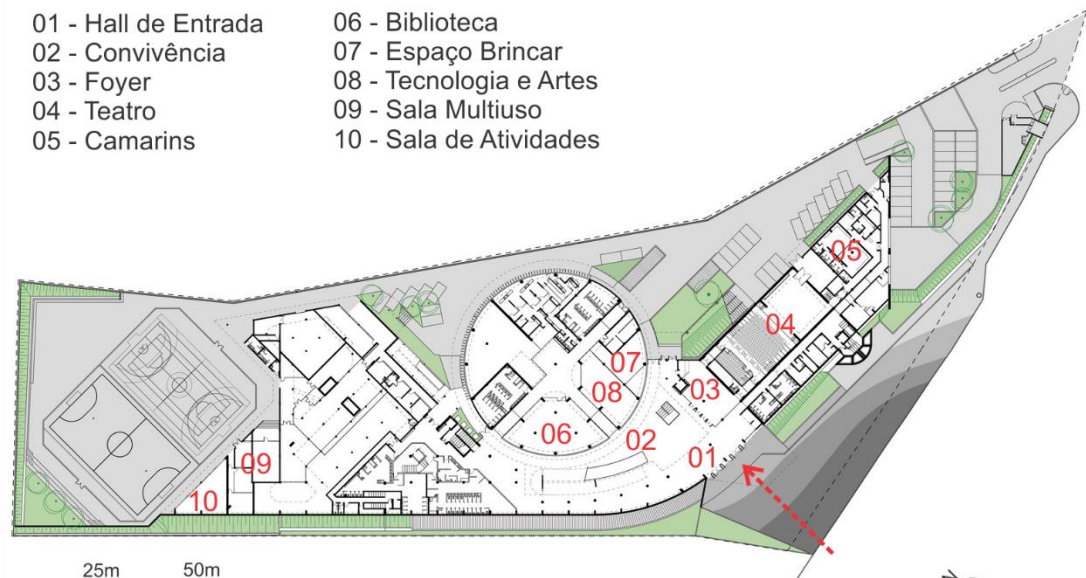 01 - Hall de Entrada
02 - Convivência
03 - Foyer
04 - Teatro
05 - Camarins
06 - Biblioteca
07 - Espaço Brincar
08 - Tecnologia e Artes
09 - Sala Multiuso
10 - Sala de Atividades
05
04
07
08
03
06
02
01
09
10
25m 50m
N